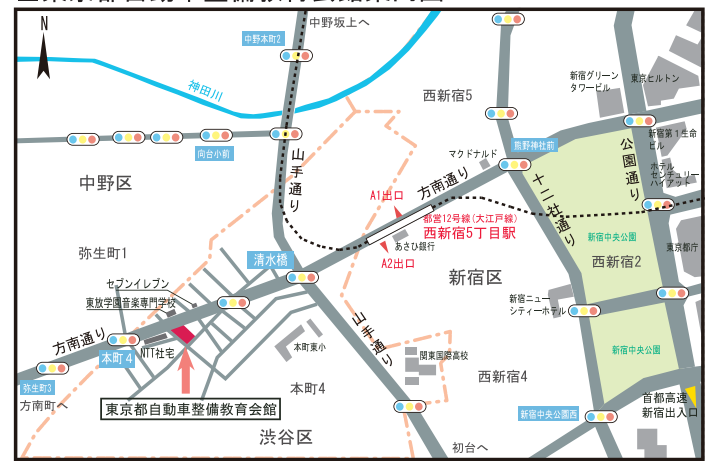 N
中野坂上へ
中野本町2
神田川
西新宿5
新宿グリーン
タワービル
東京ヒルトン
向台小前
山手通り
マクドナルド
熊野神社前
公園通り
新宿第1生命
ビル
ホテル
センチュリー
ハイアット
中野区
A1出口
方南通り
十二社通り
都営12号線(大江戸線)
西新宿5丁目駅
あさひ銀行
A2出口
新宿中央公園
西新宿2
東京都庁
弥生町1
清水橋
新宿区
セブンイレブン
東放学園音楽専門学校
新宿ニュー
シティーホテル
方南通り
本町4
NTT社宅
山手通り
本町東小
関東国際高校
新宿中央公園
弥生町3
方南町へ
本町4
西新宿4
首都高速
新宿出入口
東京都自動車整備教育会館
新宿中央公園西
渋谷区
初台へ